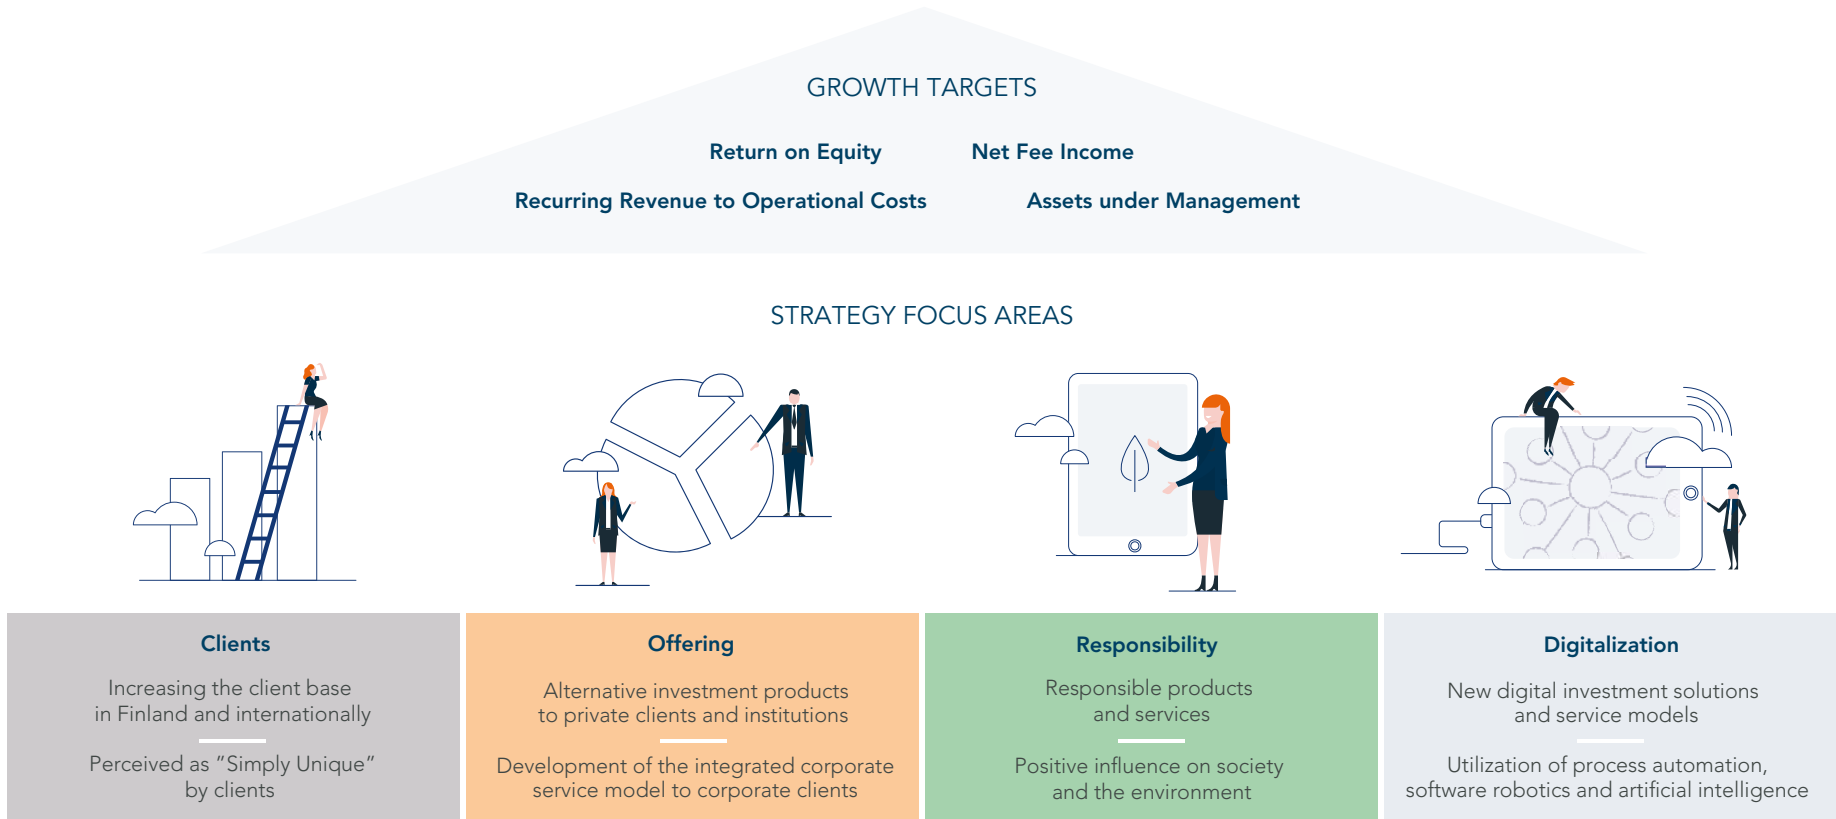 GROWTH TARGETS
Return on Equity
Net Fee Income
Recurring Revenue to Operational Costs
Assets under Management
STRATEGY FOCUS AREAS
Clients
Increasing the client base
in Finland and internationally
Perceived as ”Simply Unique”
by clients
Offering
Alternative investment products
to private clients and institutions
Development of the integrated corporate
service model to corporate clients
Responsibility
Responsible products
and services
Positive influence on society
and the environment
Digitalization
New digital investment solutions
and service models
Utilization of process automation,
software robotics and artificial intelligence